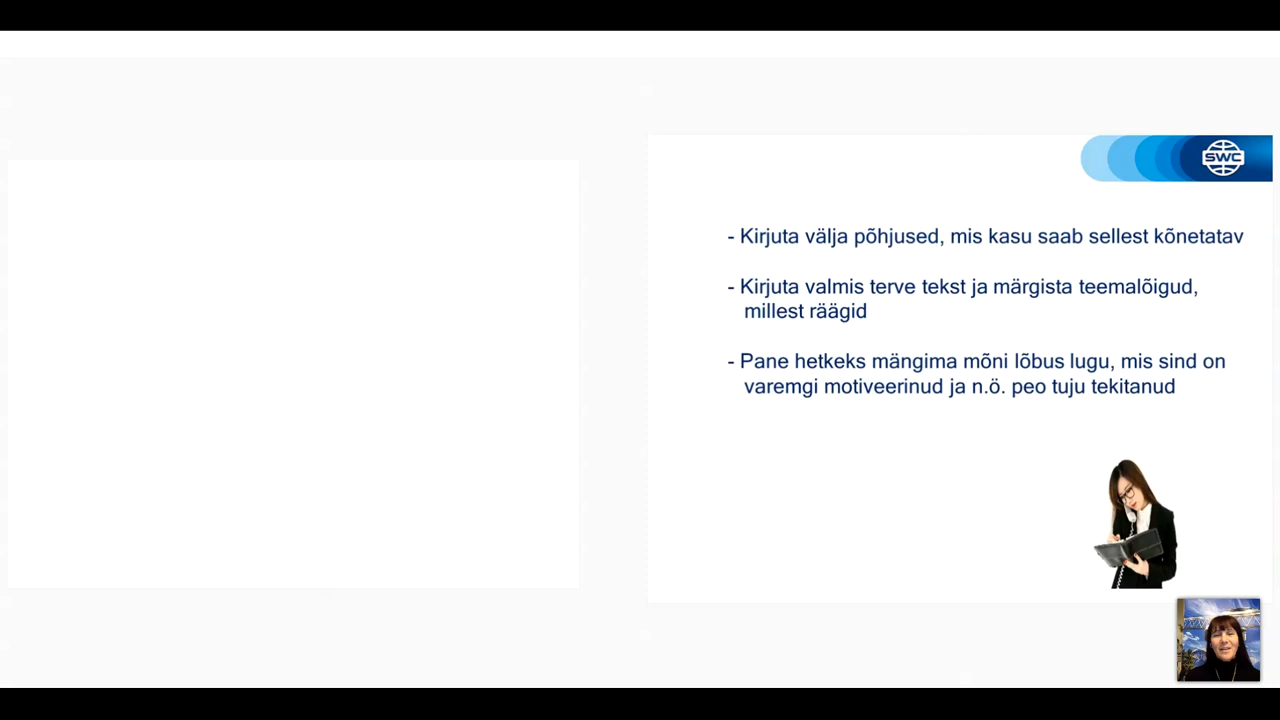 SWC
- Kirjuta välja põhjused, mis kasu saab sellest kõnetatav
- Kirjuta valmis terve tekst ja märgista teemalõigud,
millest räägid
- Pane hetkeks mängima mõni lõbus lugu, mis sind on
varemgi motiveerinud ja n.ö. peo tuju tekitanud